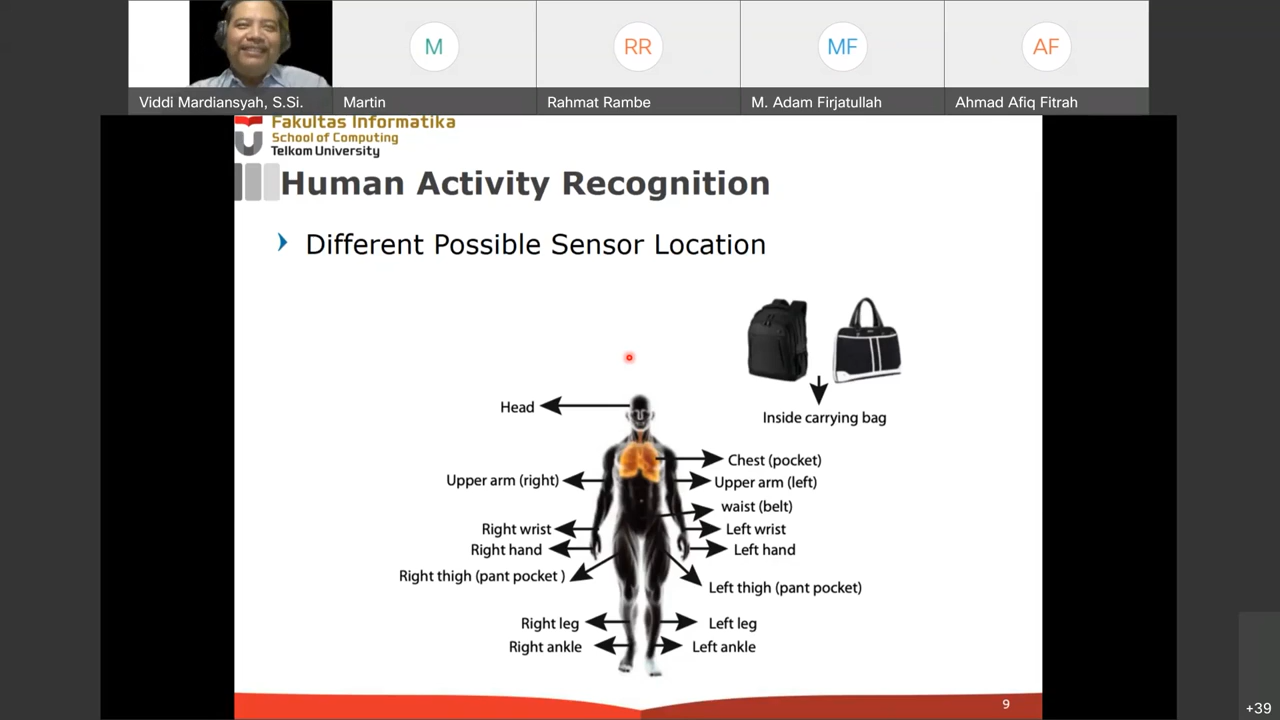 M
RR
MF
AF
Viddi Mardiansyah, S.Si.
Martin
Rahmat Rambe
M. Adam Firjatullah
Ahmad Afiq Fitrah
Fakultas Informatika
School of Computing
Telkom University
Human Activity Recognition
Different Possible Sensor Location
Inside carrying bag
Head
Chest (pocket)
Upper arm (right)
Upper arm (left)
waist (belt)
Right wrist
Left wrist
Right hand
Left hand
Right thigh (pant pocket )
Left thigh (pant pocket)
Right leg
Left leg
Right ankle
Left ankle
9
+39